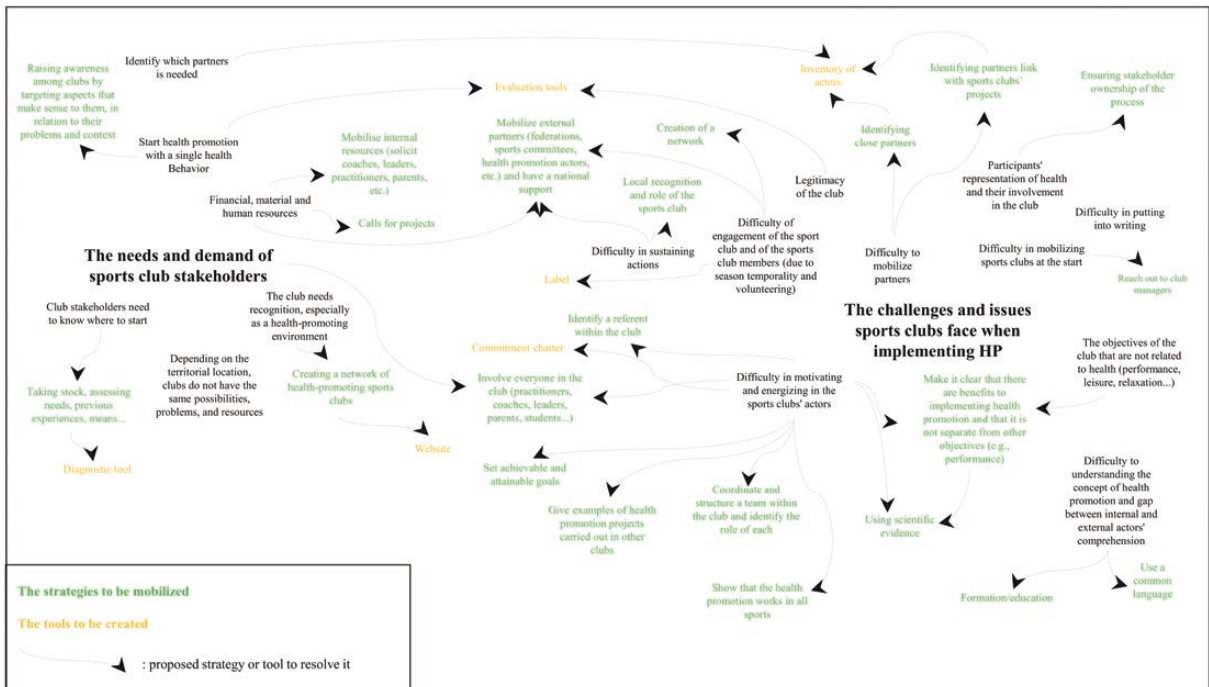 Raising awareness
among clubs by
targeting aspects that
make sense to them, in
relation to their
problems and context
Identify which partners
is needed
Start health promotion
with a single health
Behavior
Financial, material and
human resources
Mobilise internal
resources (solicit
coaches, leaders,
practitioners, parents,
etc.)
Calls for projects
Evaluation tools
Mobilize external
partners (federations,
sports committees,
health promotion actors,
etc.) and have a national
support
Creation of a
network
Local recognition
and role of the
sports club
Difficulty in sustaining
actions
Label
Difficulty of
engagement of the sport
club and of the sports
club members (due to
season temporality and
volunteering)
Legitimacy
of the club
Inventory of
actors
Identifying
close partners
Identifying partners link
with sports clubs'
projects
Ensuring stakeholder
ownership of the
process
Participants'
representation of health
and their involvement in
the club
Difficulty to
mobilize partners
Difficulty in putting
into writing
Difficulty in mobilizing
sports clubs at the start
Reach out to club
managers
The needs and demand of
sports club stakeholders
Club stakeholders need
to know where to start
Taking stock, assessing
needs, previous
experiences, means...
Diagnostic tool
Depending on the
territorial location,
clubs do not have the
same possibilities,
problems, and resources
The club needs
recognition, especially
as a health-promoting
environment
Creating a network of
health-promoting sports
clubs
Website
Identify a referent
within the club
Commitment charter
Involve everyone in the
club (practitioners,
coaches, leaders,
parents, students...)
Set achievable and
attainable goals
Give examples of health
promotion projects
carried out in other
clubs
Difficulty in motivating
and energizing in the
sports clubs' actors
Coordinate and
structure a team within
the club and identify the
role of each
Show that the health
promotion works in all
sports
The challenges and issues
sports clubs face when
implementing HP
Make it clear that there
are benefits to
implementing health
promotion and that it is
not separate from other
objectives (e.g.,
performance)
Using scientific
evidence
The objectives of the
club that are not related
to health (performance,
leisure, relaxation...)
Difficulty to
understanding the
concept of health
promotion and gap
between internal and
external actors'
comprehension
Formation/education
Use a
common
language
The strategies to be mobilized
The tools to be created
: proposed strategy or tool to resolve it